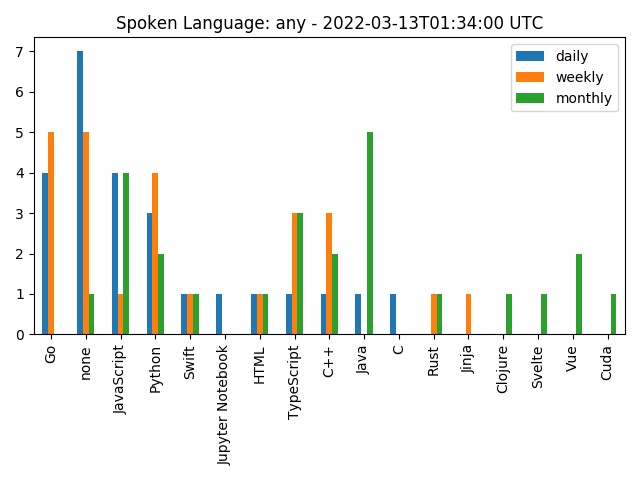 Spoken Language: any - 2022-03-13T01:34:00 UTC
daily
weekly
monthly
7
6
5
4
3
2
1
0
Go
none
JavaScript
Python
Swift
Jupyter Notebook
HTML
TypeScript
C++
Java
C
Rust
Jinja
Clojure
Svelte
Vue
Cuda